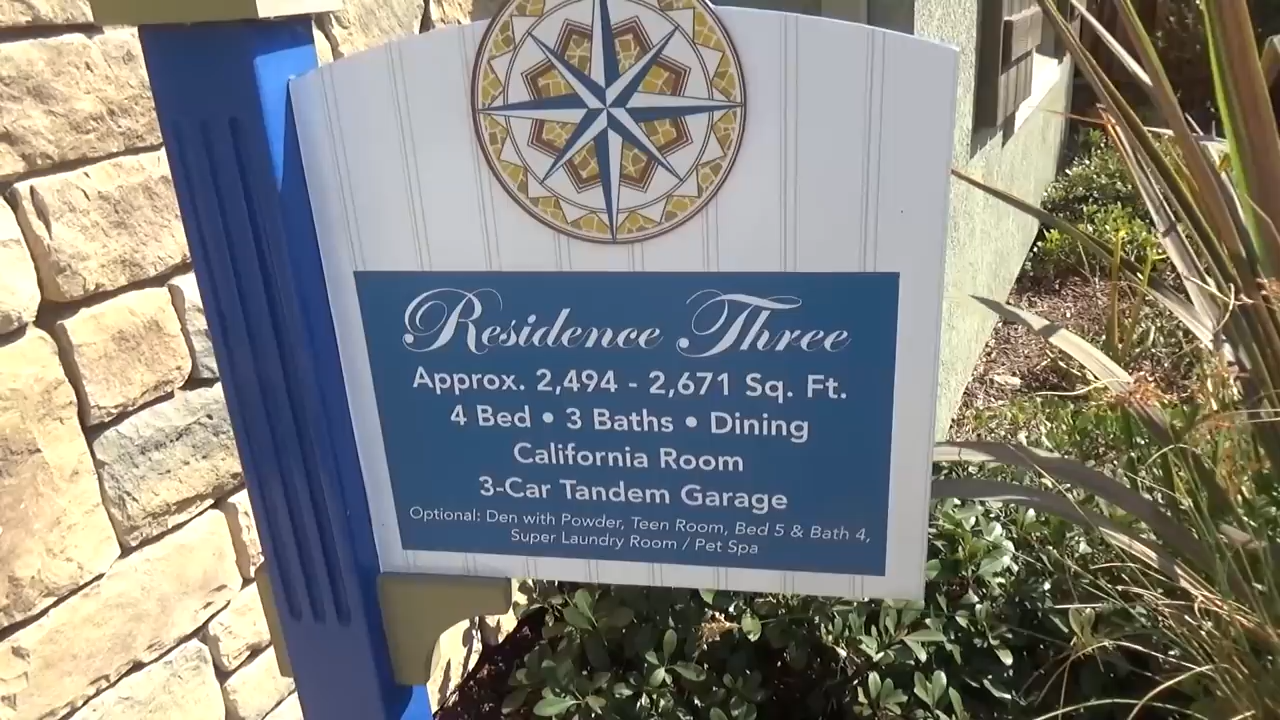 Residence Three
Approx. 2,494 - 2,671 Sq. Ft.
4 Bed • 3 Baths • Dining
California Room
3-Car Tandem Garage
Optional: Den with Powder, Teen Room, Bed 5 & Bath 4,
Super Laundry Room / Pet Spa